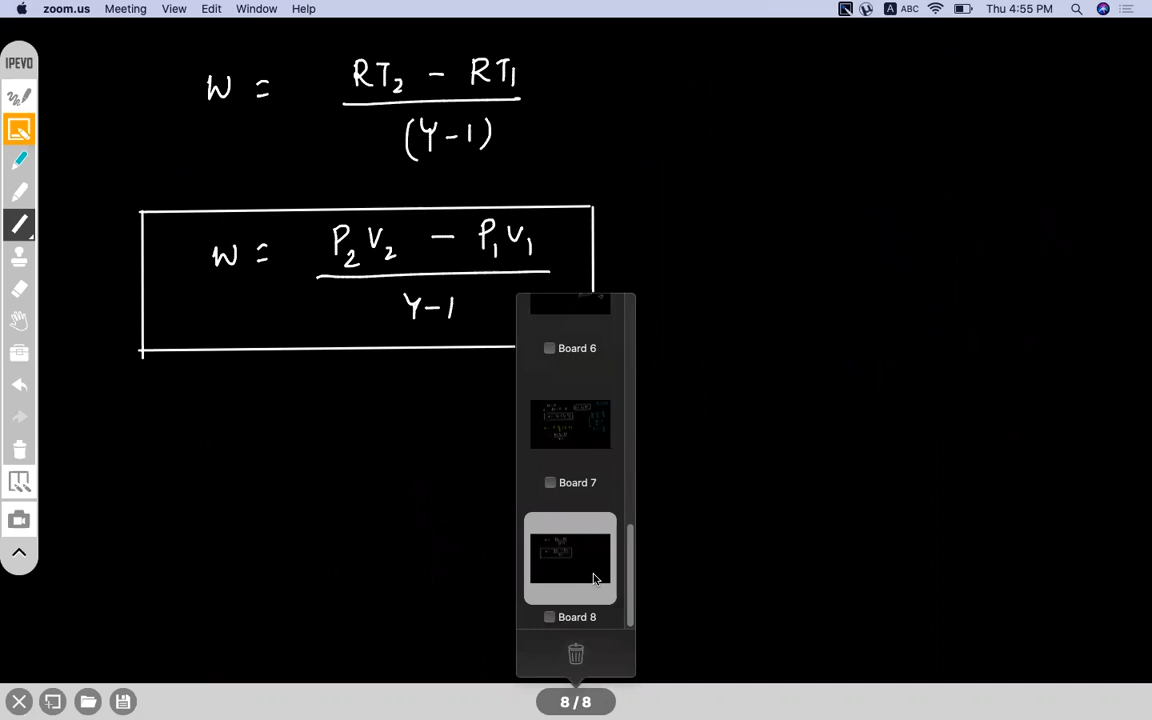 zoom.us Meeting View Edit Window Help A ABC Thu 4:55 PM
IPEVO
W = RT₂ - RT₁
(γ-1)
W = P₂V₂ - P₁V₁
γ-1
Board 6
Board 7
Board 8
8 / 8